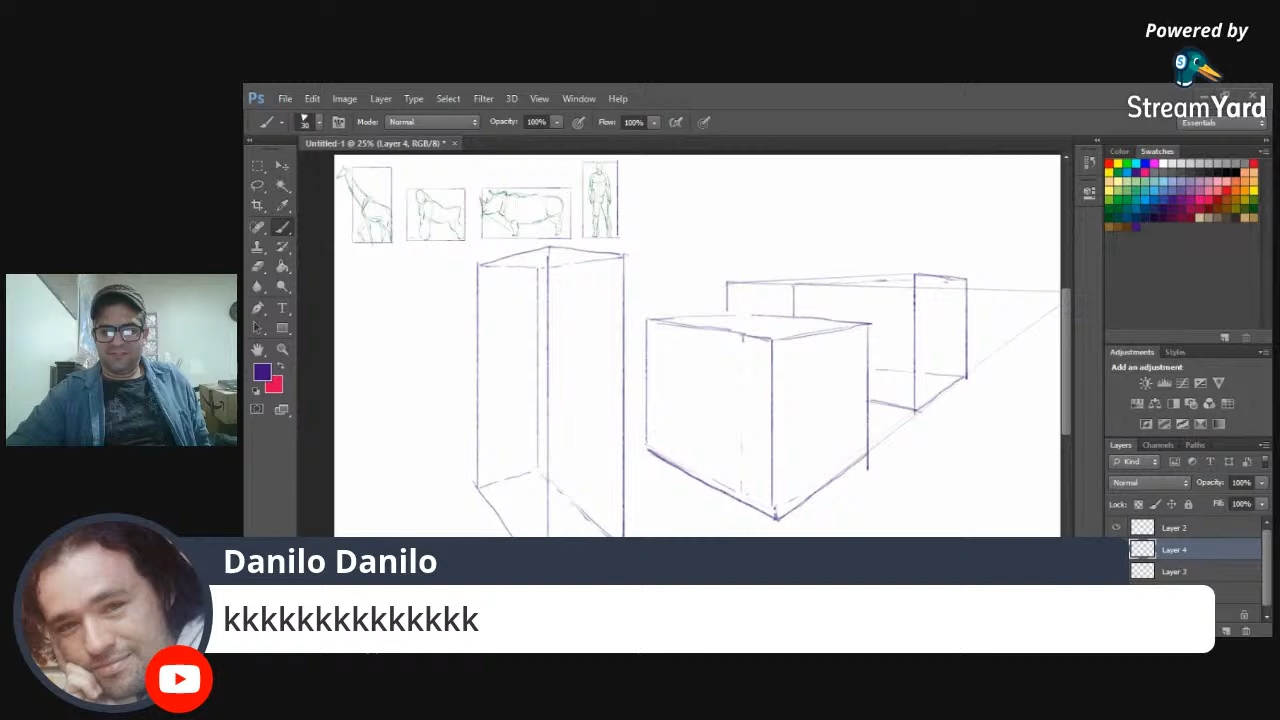 Powered by
StreamYard
Ps File Edit Image Layer Type Select Filter 3D View Window Help
30 Mode: Normal Opacity: 100% Flow: 100%
Essentials
Untitled-1 @ 25% (Layer 4, RGB/8) * ×
Color Swatches
Adjustments Styles
Add an adjustment
Layers Channels Paths
Kind
Normal Opacity: 100%
Lock: Fill: 100%
Layer 2
Layer 4
Layer 3
Danilo Danilo
kkkkkkkkkkkkkk